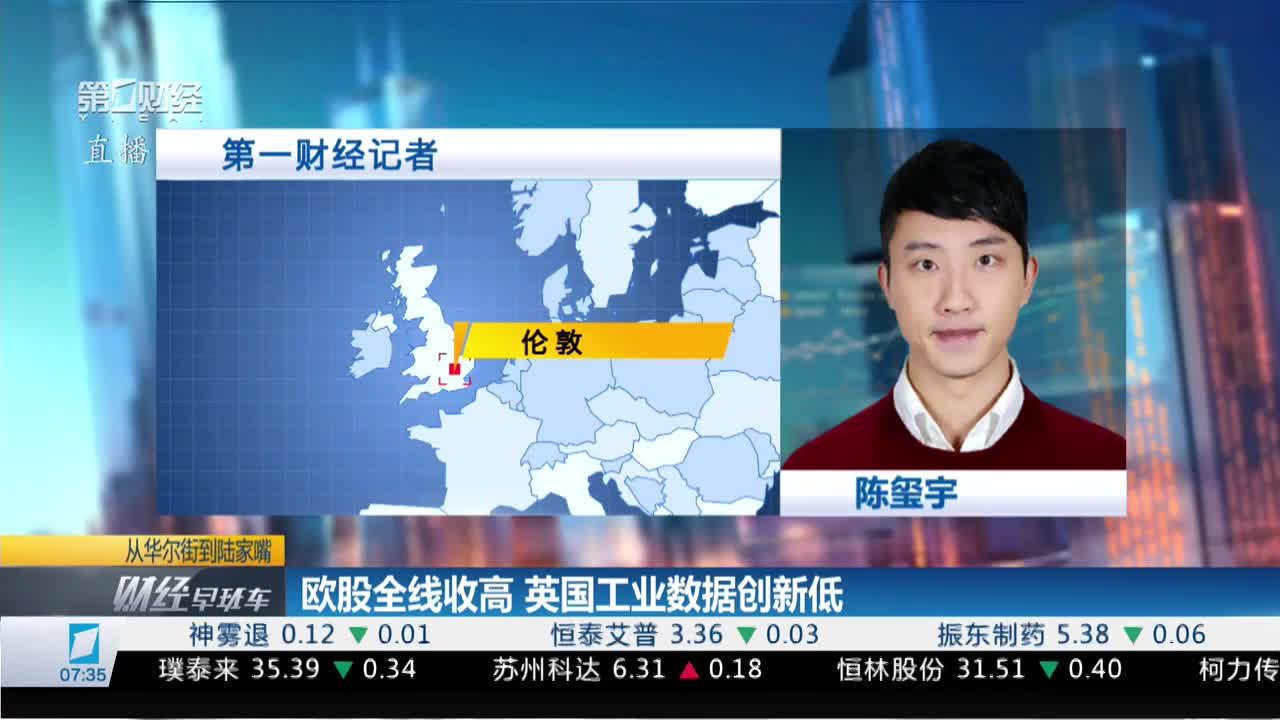 第一财经
YICAI
直播
第一财经记者
伦敦
陈玺宇
从华尔街到陆家嘴
财经早班车
欧股全线收高 英国工业数据创新低
神雾退 0.12 ▼ 0.01 恒泰艾普 3.36 ▼ 0.03 振东制药 5.38 ▼ 0.06
07:35
璞泰来 35.39 ▼ 0.34 苏州科达 6.31 ▲ 0.18 恒林股份 31.51 ▼ 0.40 柯力传